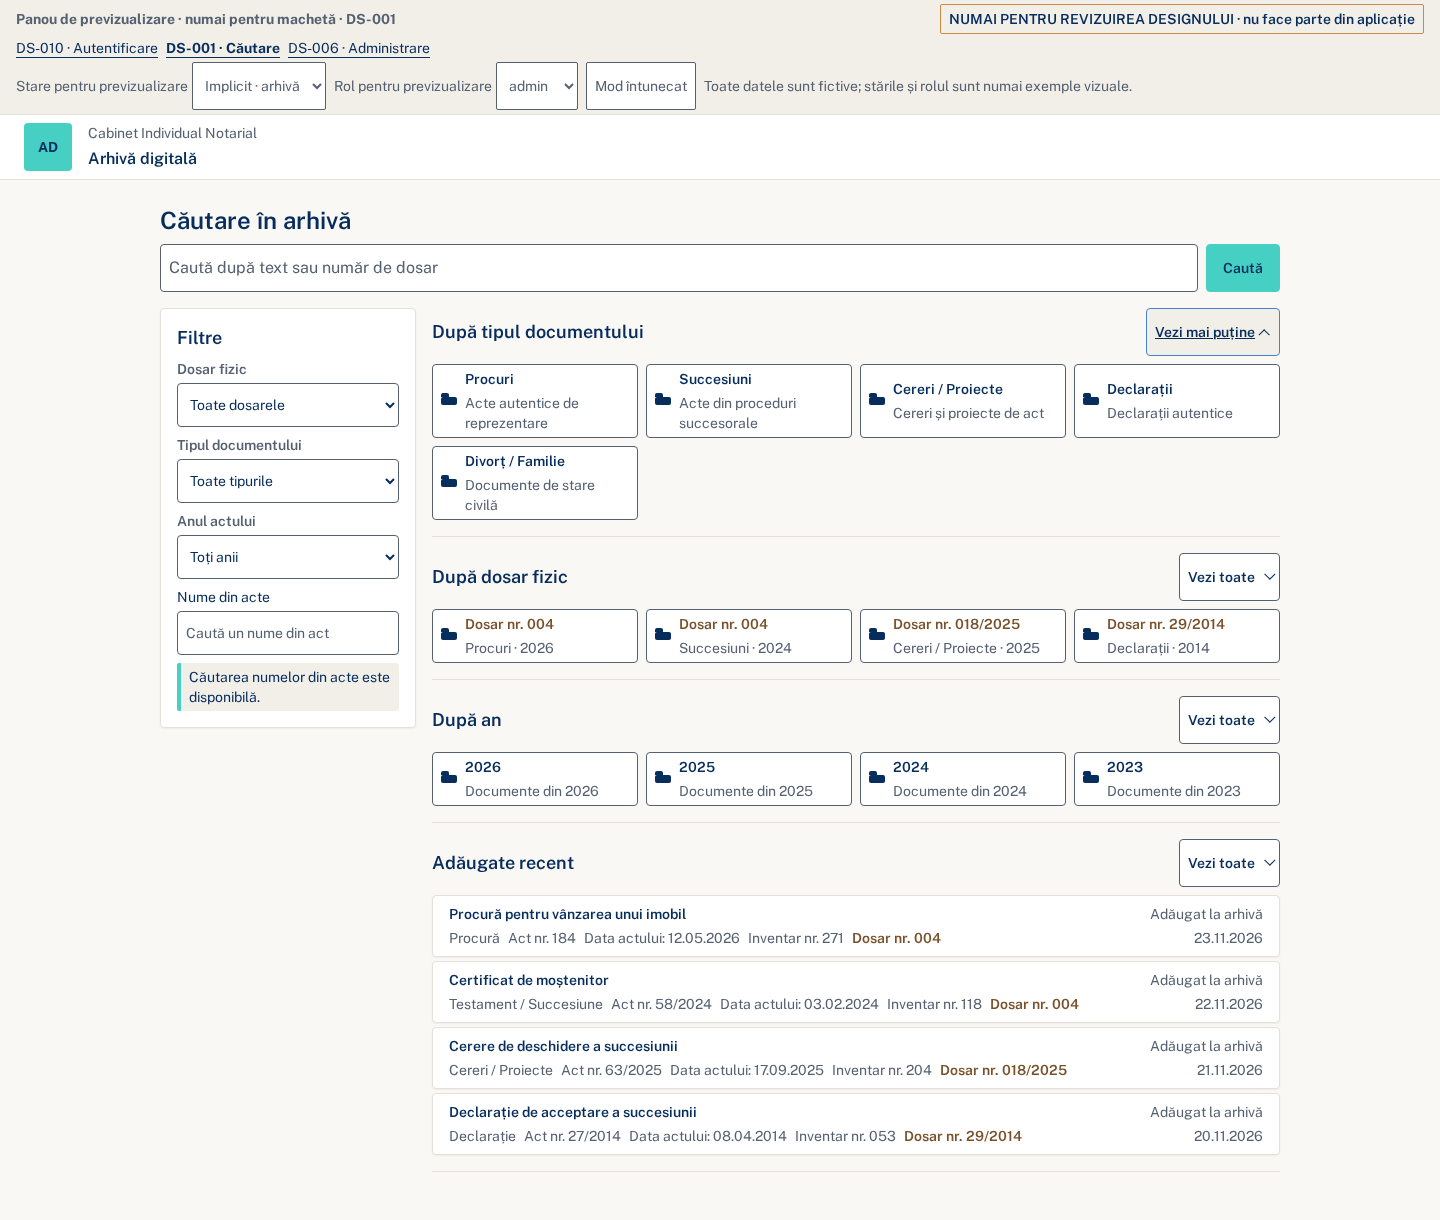 Panou de previzualizare · numai pentru machetă · DS-001
NUMAI PENTRU REVIZUIREA DESIGNULUI · nu face parte din aplicație
DS-010 · Autentificare DS-001 · Căutare DS-006 · Administrare
Stare pentru previzualizare Implicit · arhivă Rol pentru previzualizare admin Mod întunecat Toate datele sunt fictive; stările și rolul sunt numai exemple vizuale.
AD
Cabinet Individual Notarial
Arhivă digitală
Căutare în arhivă
Caută după text sau număr de dosar
Caută
Filtre
Dosar fizic
Toate dosarele
Tipul documentului
Toate tipurile
Anul actului
Toți anii
Nume din acte
Caută un nume din act
Căutarea numelor din acte este
disponibilă.
După tipul documentului
Vezi mai puține
Procuri
Acte autentice de
reprezentare
Succesiuni
Acte din proceduri
succesorale
Cereri / Proiecte
Cereri și proiecte de act
Declarații
Declarații autentice
Divorț / Familie
Documente de stare
civilă
După dosar fizic
Vezi toate
Dosar nr. 004
Procuri · 2026
Dosar nr. 004
Succesiuni · 2024
Dosar nr. 018/2025
Cereri / Proiecte · 2025
Dosar nr. 29/2014
Declarații · 2014
După an
Vezi toate
2026
Documente din 2026
2025
Documente din 2025
2024
Documente din 2024
2023
Documente din 2023
Adăugate recent
Vezi toate
Procură pentru vânzarea unui imobil
Adăugat la arhivă
Procură Act nr. 184 Data actului: 12.05.2026 Inventar nr. 271 Dosar nr. 004
23.11.2026
Certificat de moștenitor
Adăugat la arhivă
Testament / Succesiune Act nr. 58/2024 Data actului: 03.02.2024 Inventar nr. 118 Dosar nr. 004
22.11.2026
Cerere de deschidere a succesiunii
Adăugat la arhivă
Cereri / Proiecte Act nr. 63/2025 Data actului: 17.09.2025 Inventar nr. 204 Dosar nr. 018/2025
21.11.2026
Declarație de acceptare a succesiunii
Adăugat la arhivă
Declarație Act nr. 27/2014 Data actului: 08.04.2014 Inventar nr. 053 Dosar nr. 29/2014
20.11.2026